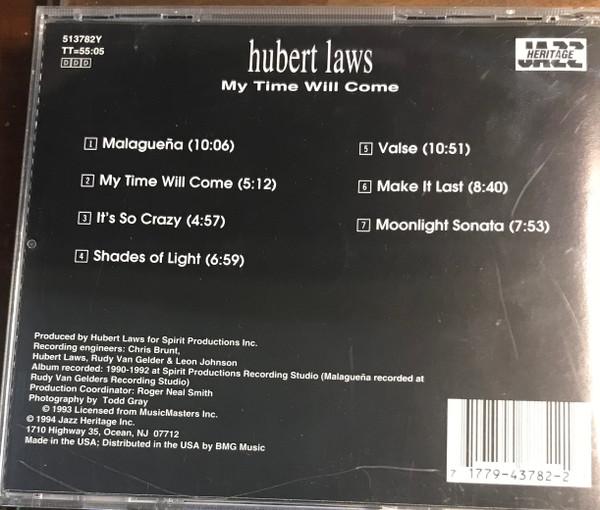 513782Y
TT=55:05
DDD
hubert laws
My Time Will Come
JAZZ
HERITAGE
1 Malagueña (10:06)
2 My Time Will Come (5:12)
3 It's So Crazy (4:57)
4 Shades of Light (6:59)
5 Valse (10:51)
6 Make It Last (8:40)
7 Moonlight Sonata (7:53)
Produced by Hubert Laws for Spirit Productions Inc.
Recording engineers: Chris Brunt,
Hubert Laws, Rudy Van Gelder & Leon Johnson
Album recorded: 1990-1992 at Spirit Productions Recording Studio (Malagueña recorded at
Rudy Van Gelders Recording Studio)
Production Coordinator: Roger Neal Smith
Photography by Todd Gray
© 1993 Licensed from MusicMasters Inc.
© 1994 Jazz Heritage Inc.
1710 Highway 35, Ocean, NJ 07712
Made in the USA; Distributed in the USA by BMG Music
7 1779-43782-2